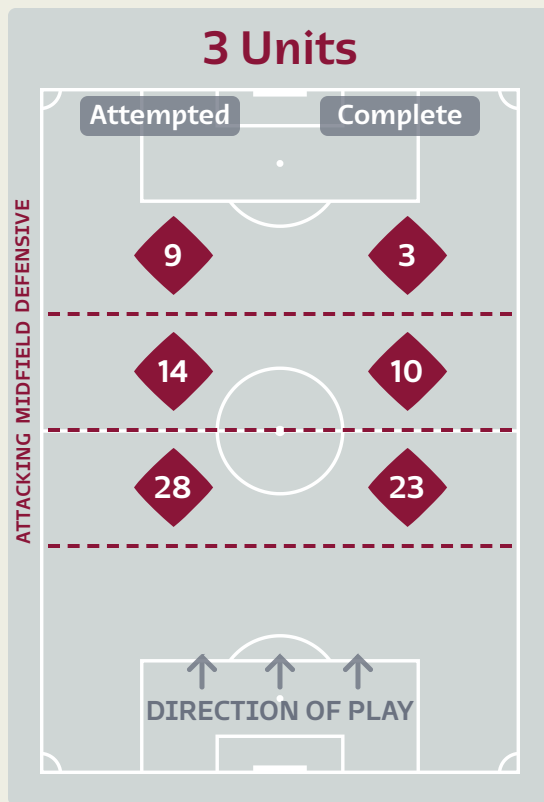 3 Units
Attempted
Complete
ATTACKING MIDFIELD DEFENSIVE
9
3
14
10
28
23
DIRECTION OF PLAY